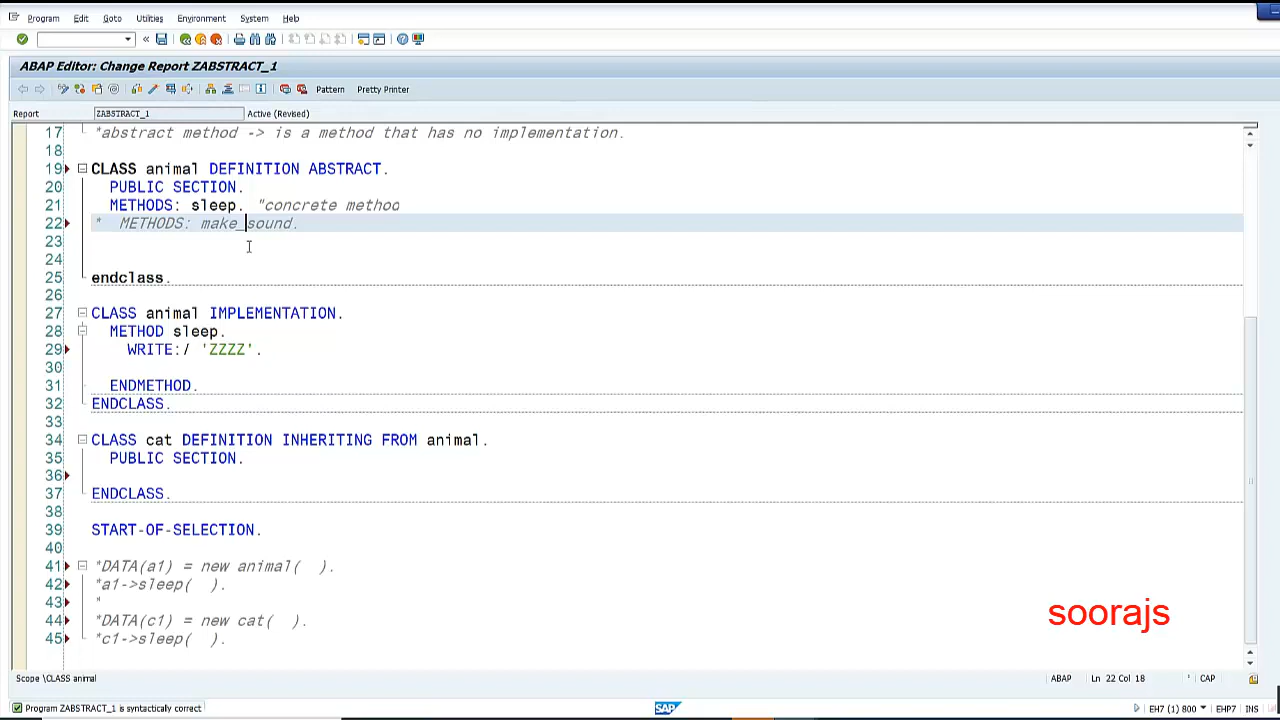 Program Edit Goto Utilities Environment System Help
«
ABAP Editor: Change Report ZABSTRACT_1
Pattern Pretty Printer
Report ZABSTRACT_1 Active (Revised)
17 *abstract method -> is a method that has no implementation.
18
19 CLASS animal DEFINITION ABSTRACT.
20 PUBLIC SECTION.
21 METHODS: sleep. "concrete method
22 * METHODS: make_sound.
23
24
25 endclass.
26
27 CLASS animal IMPLEMENTATION.
28 METHOD sleep.
29 WRITE:/ 'ZZZZ'.
30
31 ENDMETHOD.
32 ENDCLASS.
33
34 CLASS cat DEFINITION INHERITING FROM animal.
35 PUBLIC SECTION.
36
37 ENDCLASS.
38
39 START-OF-SELECTION.
40
41 *DATA(a1) = new animal(  ).
42 *a1->sleep(  ).
43 *
44 *DATA(c1) = new cat(  ).
45 *c1->sleep(  ).
soorajs
Scope \CLASS animal ABAP Ln 22 Col 18 CAP
Program ZABSTRACT_1 is syntactically correct SAP EH7 (1) 800 EHP7 INS